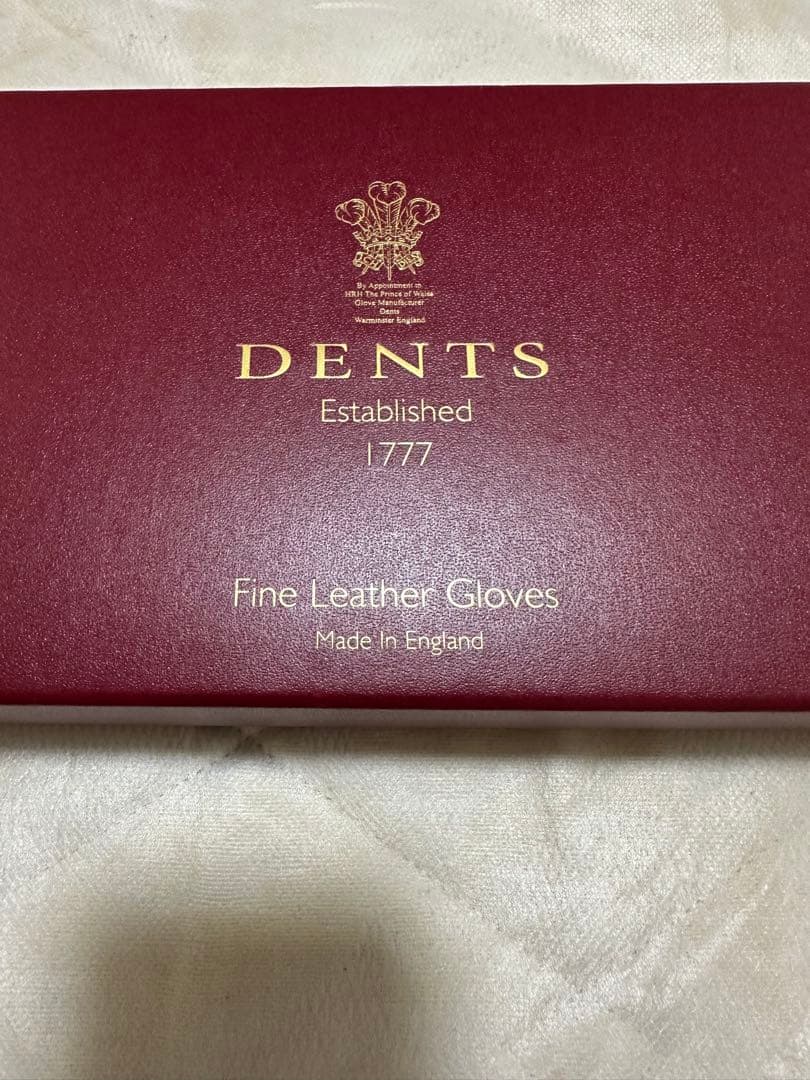 By Appointment to
HRH The Prince of Wales
Glove Manufacturer
Dents
Warminster England
DENTS
Established
1777
Fine Leather Gloves
Made In England